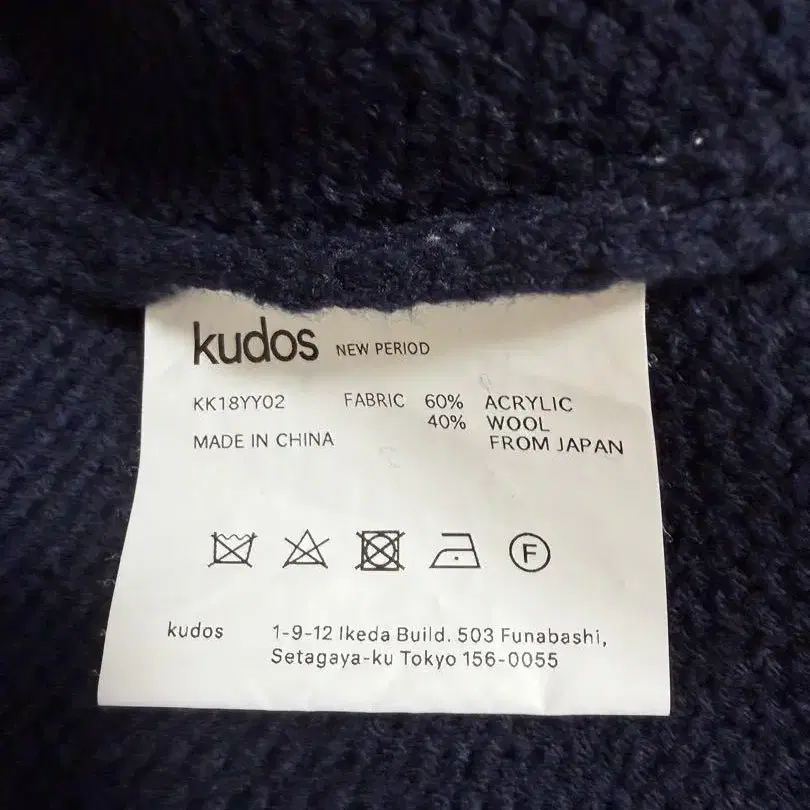 kudos NEW PERIOD
KK18YY02 FABRIC 60% ACRYLIC
40% WOOL
MADE IN CHINA FROM JAPAN
F
kudos 1-9-12 Ikeda Build. 503 Funabashi,
Setagaya-ku Tokyo 156-0055